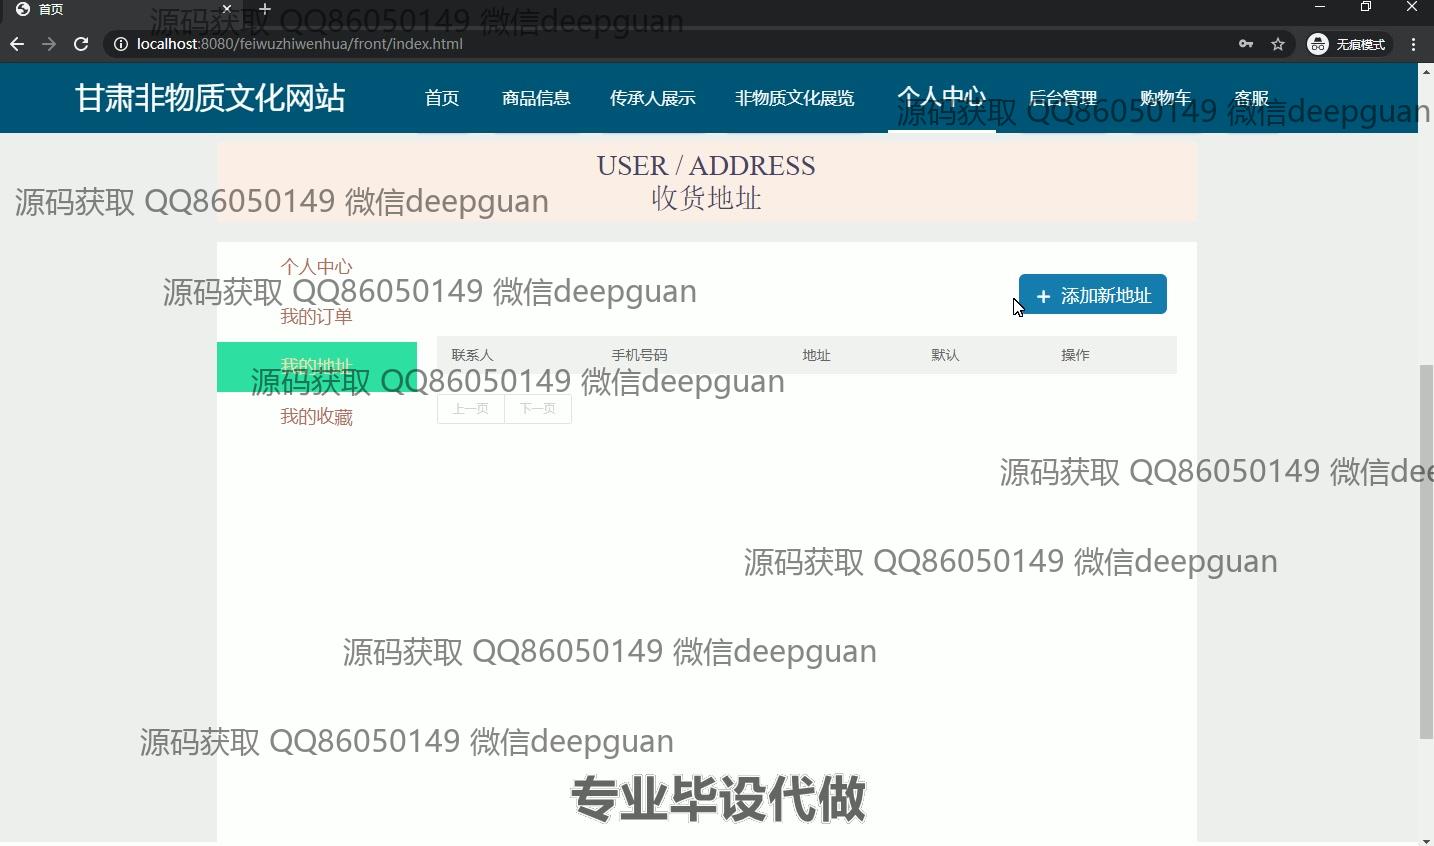 首页
源码获取 QQ86050149 微信deepguan
localhost:8080/feiwuzhiwenhua/front/index.html
无痕模式
甘肃非物质文化网站
首页
商品信息
传承人展示
非物质文化展览
个人中心
后台管理
购物车
客服
源码获取 QQ86050149 微信deepguan
USER / ADDRESS
收货地址
源码获取 QQ86050149 微信deepguan
个人中心
源码获取 QQ86050149 微信deepguan
+ 添加新地址
我的订单
联系人
手机号码
地址
默认
操作
我的地址
源码获取 QQ86050149 微信deepguan
上一页
下一页
我的收藏
源码获取 QQ86050149 微信dee
源码获取 QQ86050149 微信deepguan
源码获取 QQ86050149 微信deepguan
源码获取 QQ86050149 微信deepguan
专业毕设代做